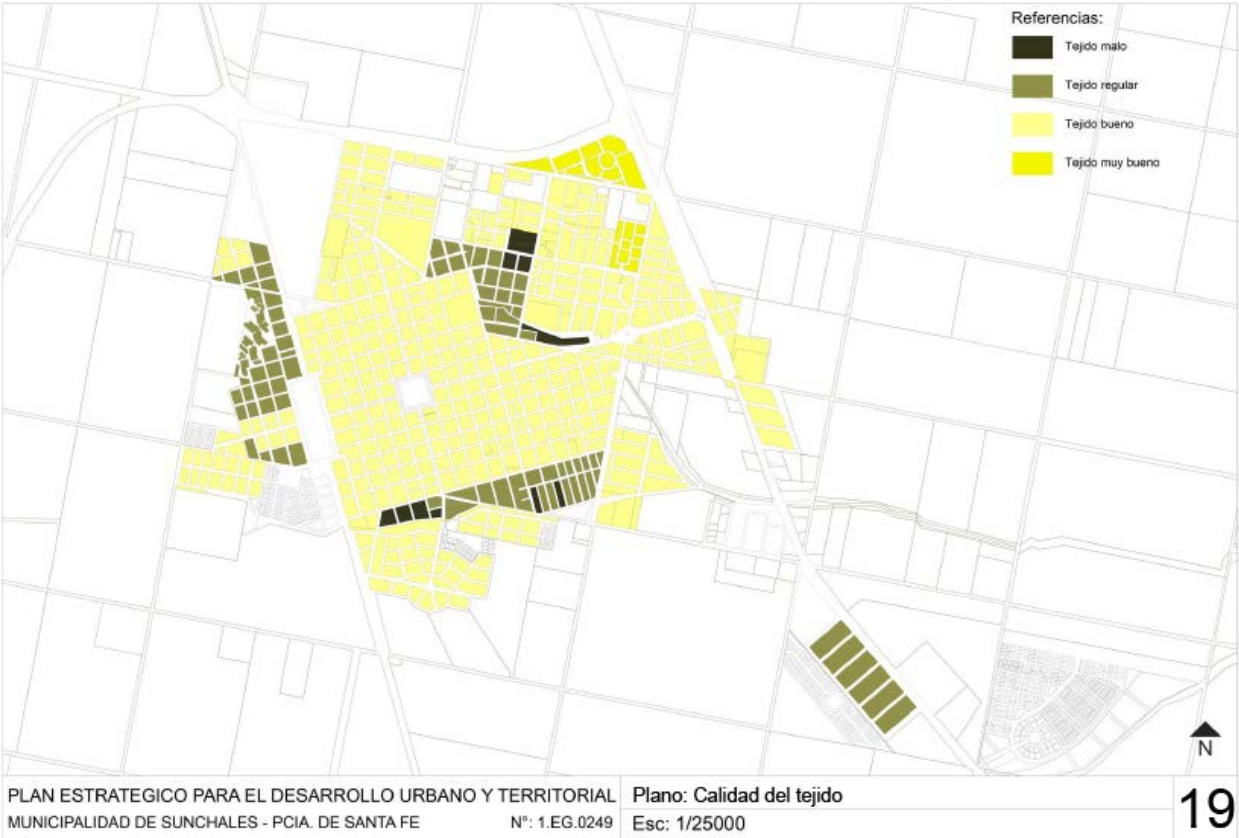 Referencias:
Tejido malo
Tejido regular
Tejido bueno
Tejido muy bueno
N
PLAN ESTRATEGICO PARA EL DESARROLLO URBANO Y TERRITORIAL
MUNICIPALIDAD DE SUNCHALES - PCIA. DE SANTA FE N°: 1.EG.0249
Plano: Calidad del tejido
Esc: 1/25000
19